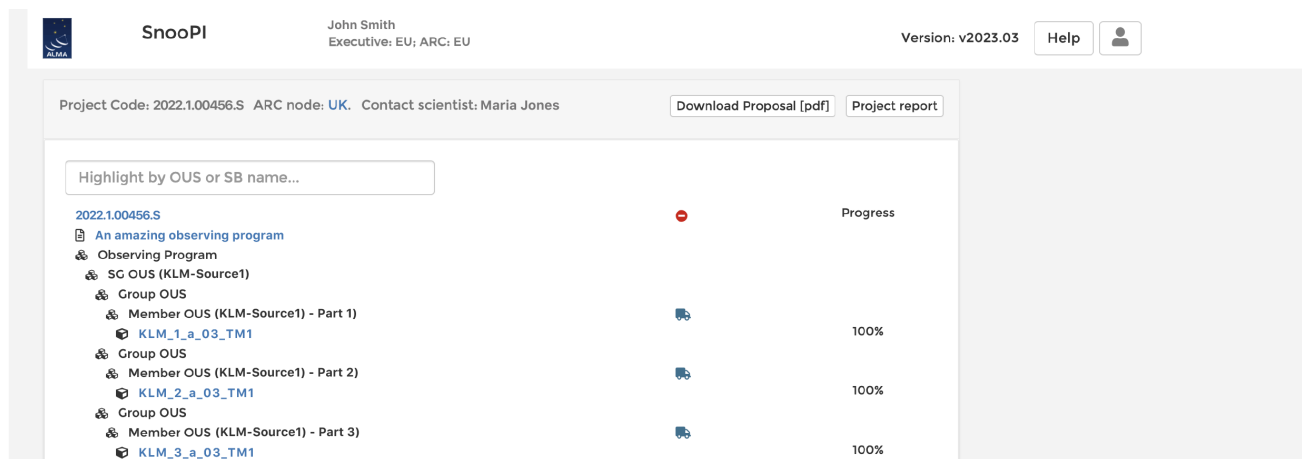 ALMA
SnooPI
John Smith
Executive: EU; ARC: EU
Version: v2023.03
Help
Project Code: 2022.1.00456.S ARC node: UK. Contact scientist: Maria Jones
Download Proposal [pdf]
Project report
Highlight by OUS or SB name...
2022.1.00456.S
Progress
An amazing observing program
Observing Program
SG OUS (KLM-Source1)
Group OUS
Member OUS (KLM-Source1) - Part 1)
KLM_1_a_03_TM1
100%
Group OUS
Member OUS (KLM-Source1) - Part 2)
KLM_2_a_03_TM1
100%
Group OUS
Member OUS (KLM-Source1) - Part 3)
KLM_3_a_03_TM1
100%